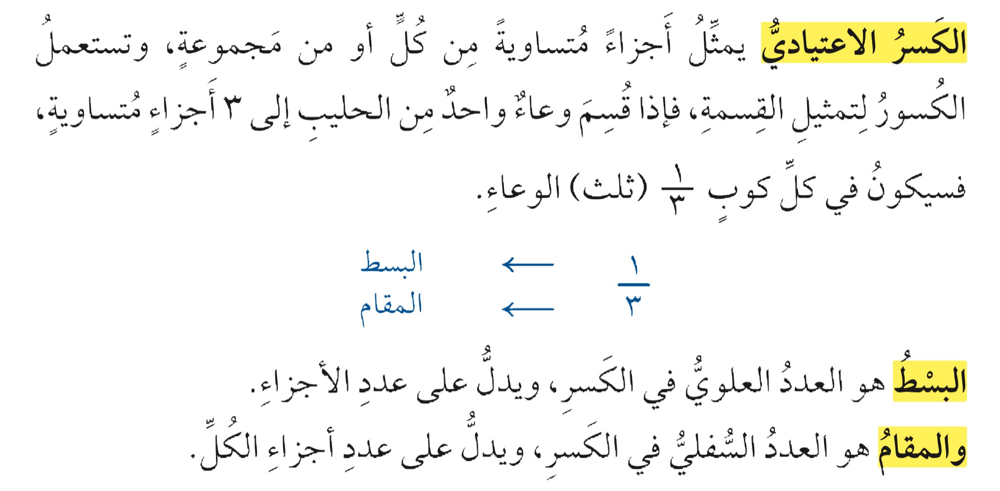 الكَسرُ الاعتياديُّ يمثِّلُ أَجزاءً مُتساويةً مِن كُلٍّ أو من مَجموعةٍ، وتستعملُ
الكُسورُ لِتمثيلِ القِسمةِ، فإذا قُسِمَ وعاءٌ واحدٌ مِن الحليبِ إلى ٣ أَجزاءٍ مُتساويةٍ،
فسيكونُ في كلِّ كوبٍ ١/٣ (ثلث) الوعاءِ.
١ ← البسط
٣ ← المقام
البسْطُ هو العددُ العلويُّ في الكَسرِ، ويدلُّ على عددِ الأجزاءِ.
والمقامُ هو العددُ السُّفليُّ في الكَسرِ، ويدلُّ على عددِ أجزاءِ الكُلِّ.